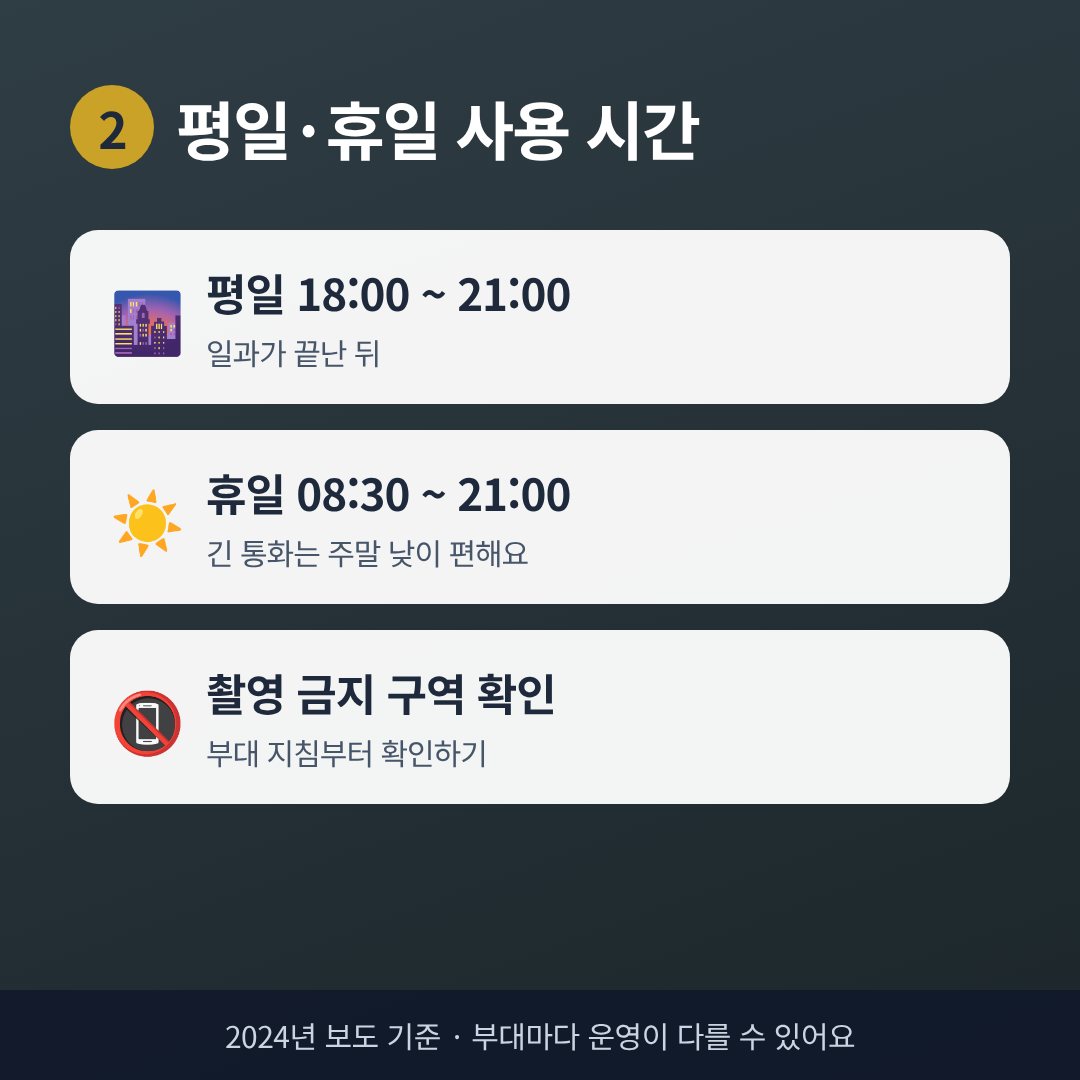 2 평일·휴일 사용 시간
평일 18:00 ~ 21:00
일과가 끝난 뒤
휴일 08:30 ~ 21:00
긴 통화는 주말 낮이 편해요
촬영 금지 구역 확인
부대 지침부터 확인하기
2024년 보도 기준 · 부대마다 운영이 다를 수 있어요